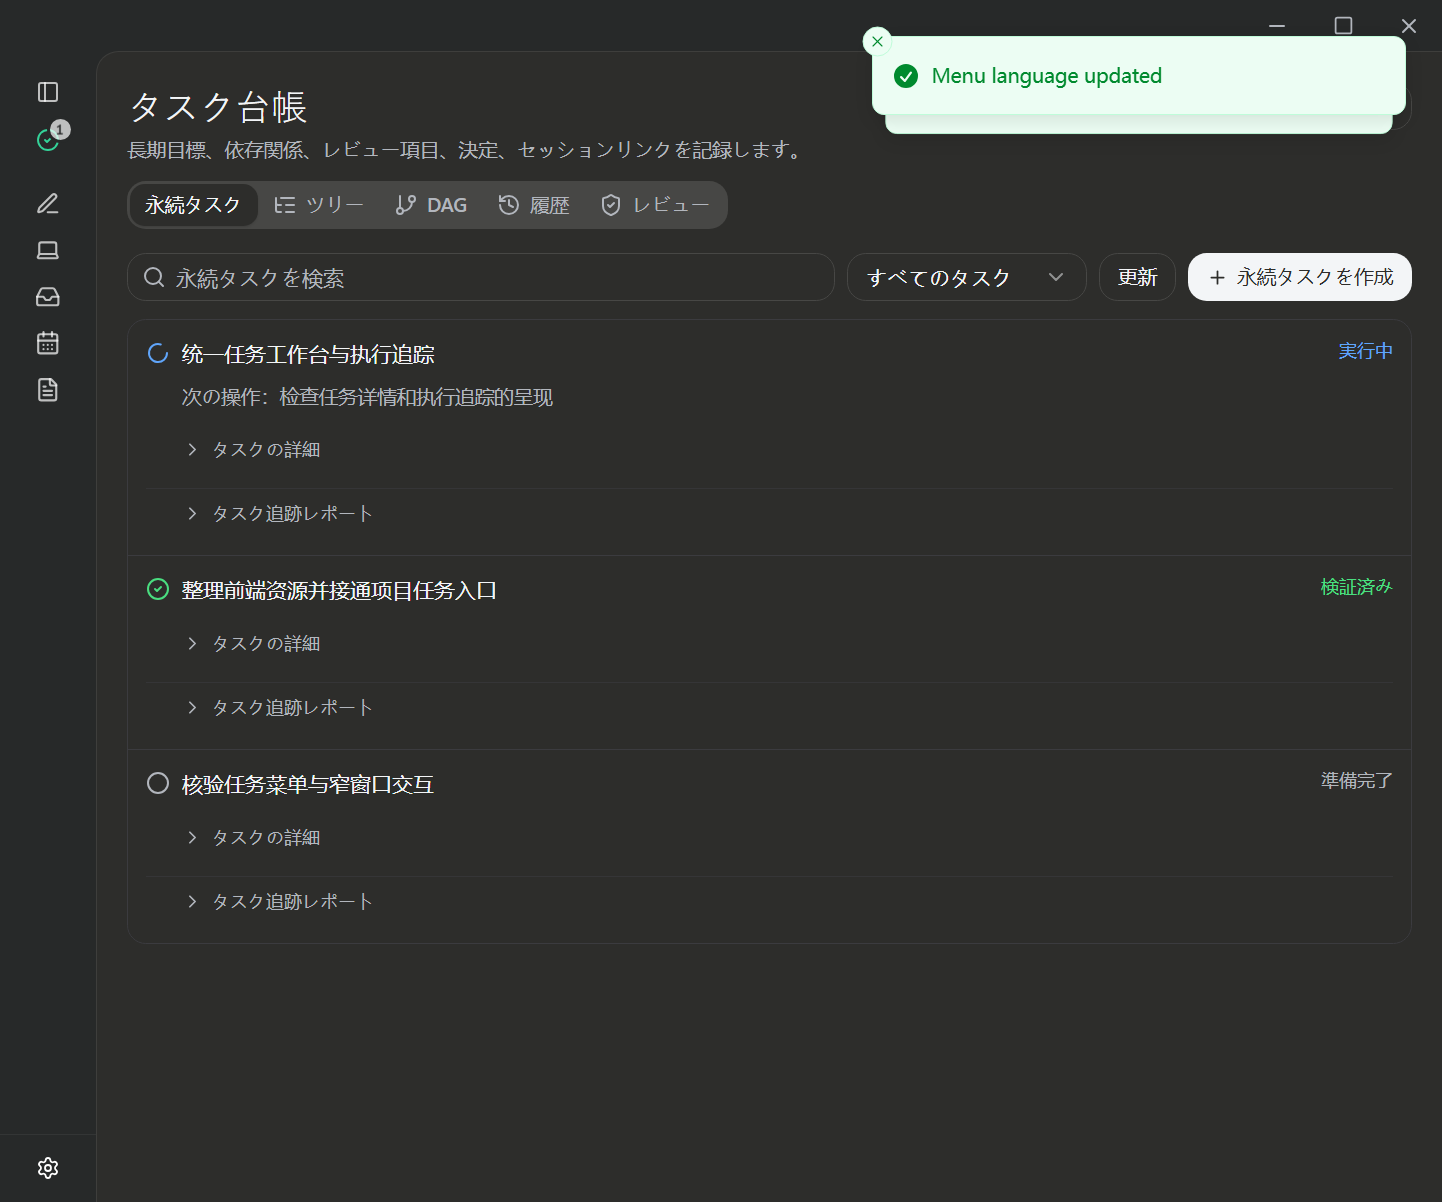 Menu language updated
1
タスク台帳
長期目標、依存関係、レビュー項目、決定、セッションリンクを記録します。
永続タスク ツリー DAG 履歴 レビュー
永続タスクを検索 すべてのタスク 更新 + 永続タスクを作成
统一任务工作台与执行追踪 実行中
次の操作：检查任务详情和执行追踪的呈现
タスクの詳細
タスク追跡レポート
整理前端资源并接通项目任务入口 検証済み
タスクの詳細
タスク追跡レポート
核验任务菜单与窄窗口交互 準備完了
タスクの詳細
タスク追跡レポート